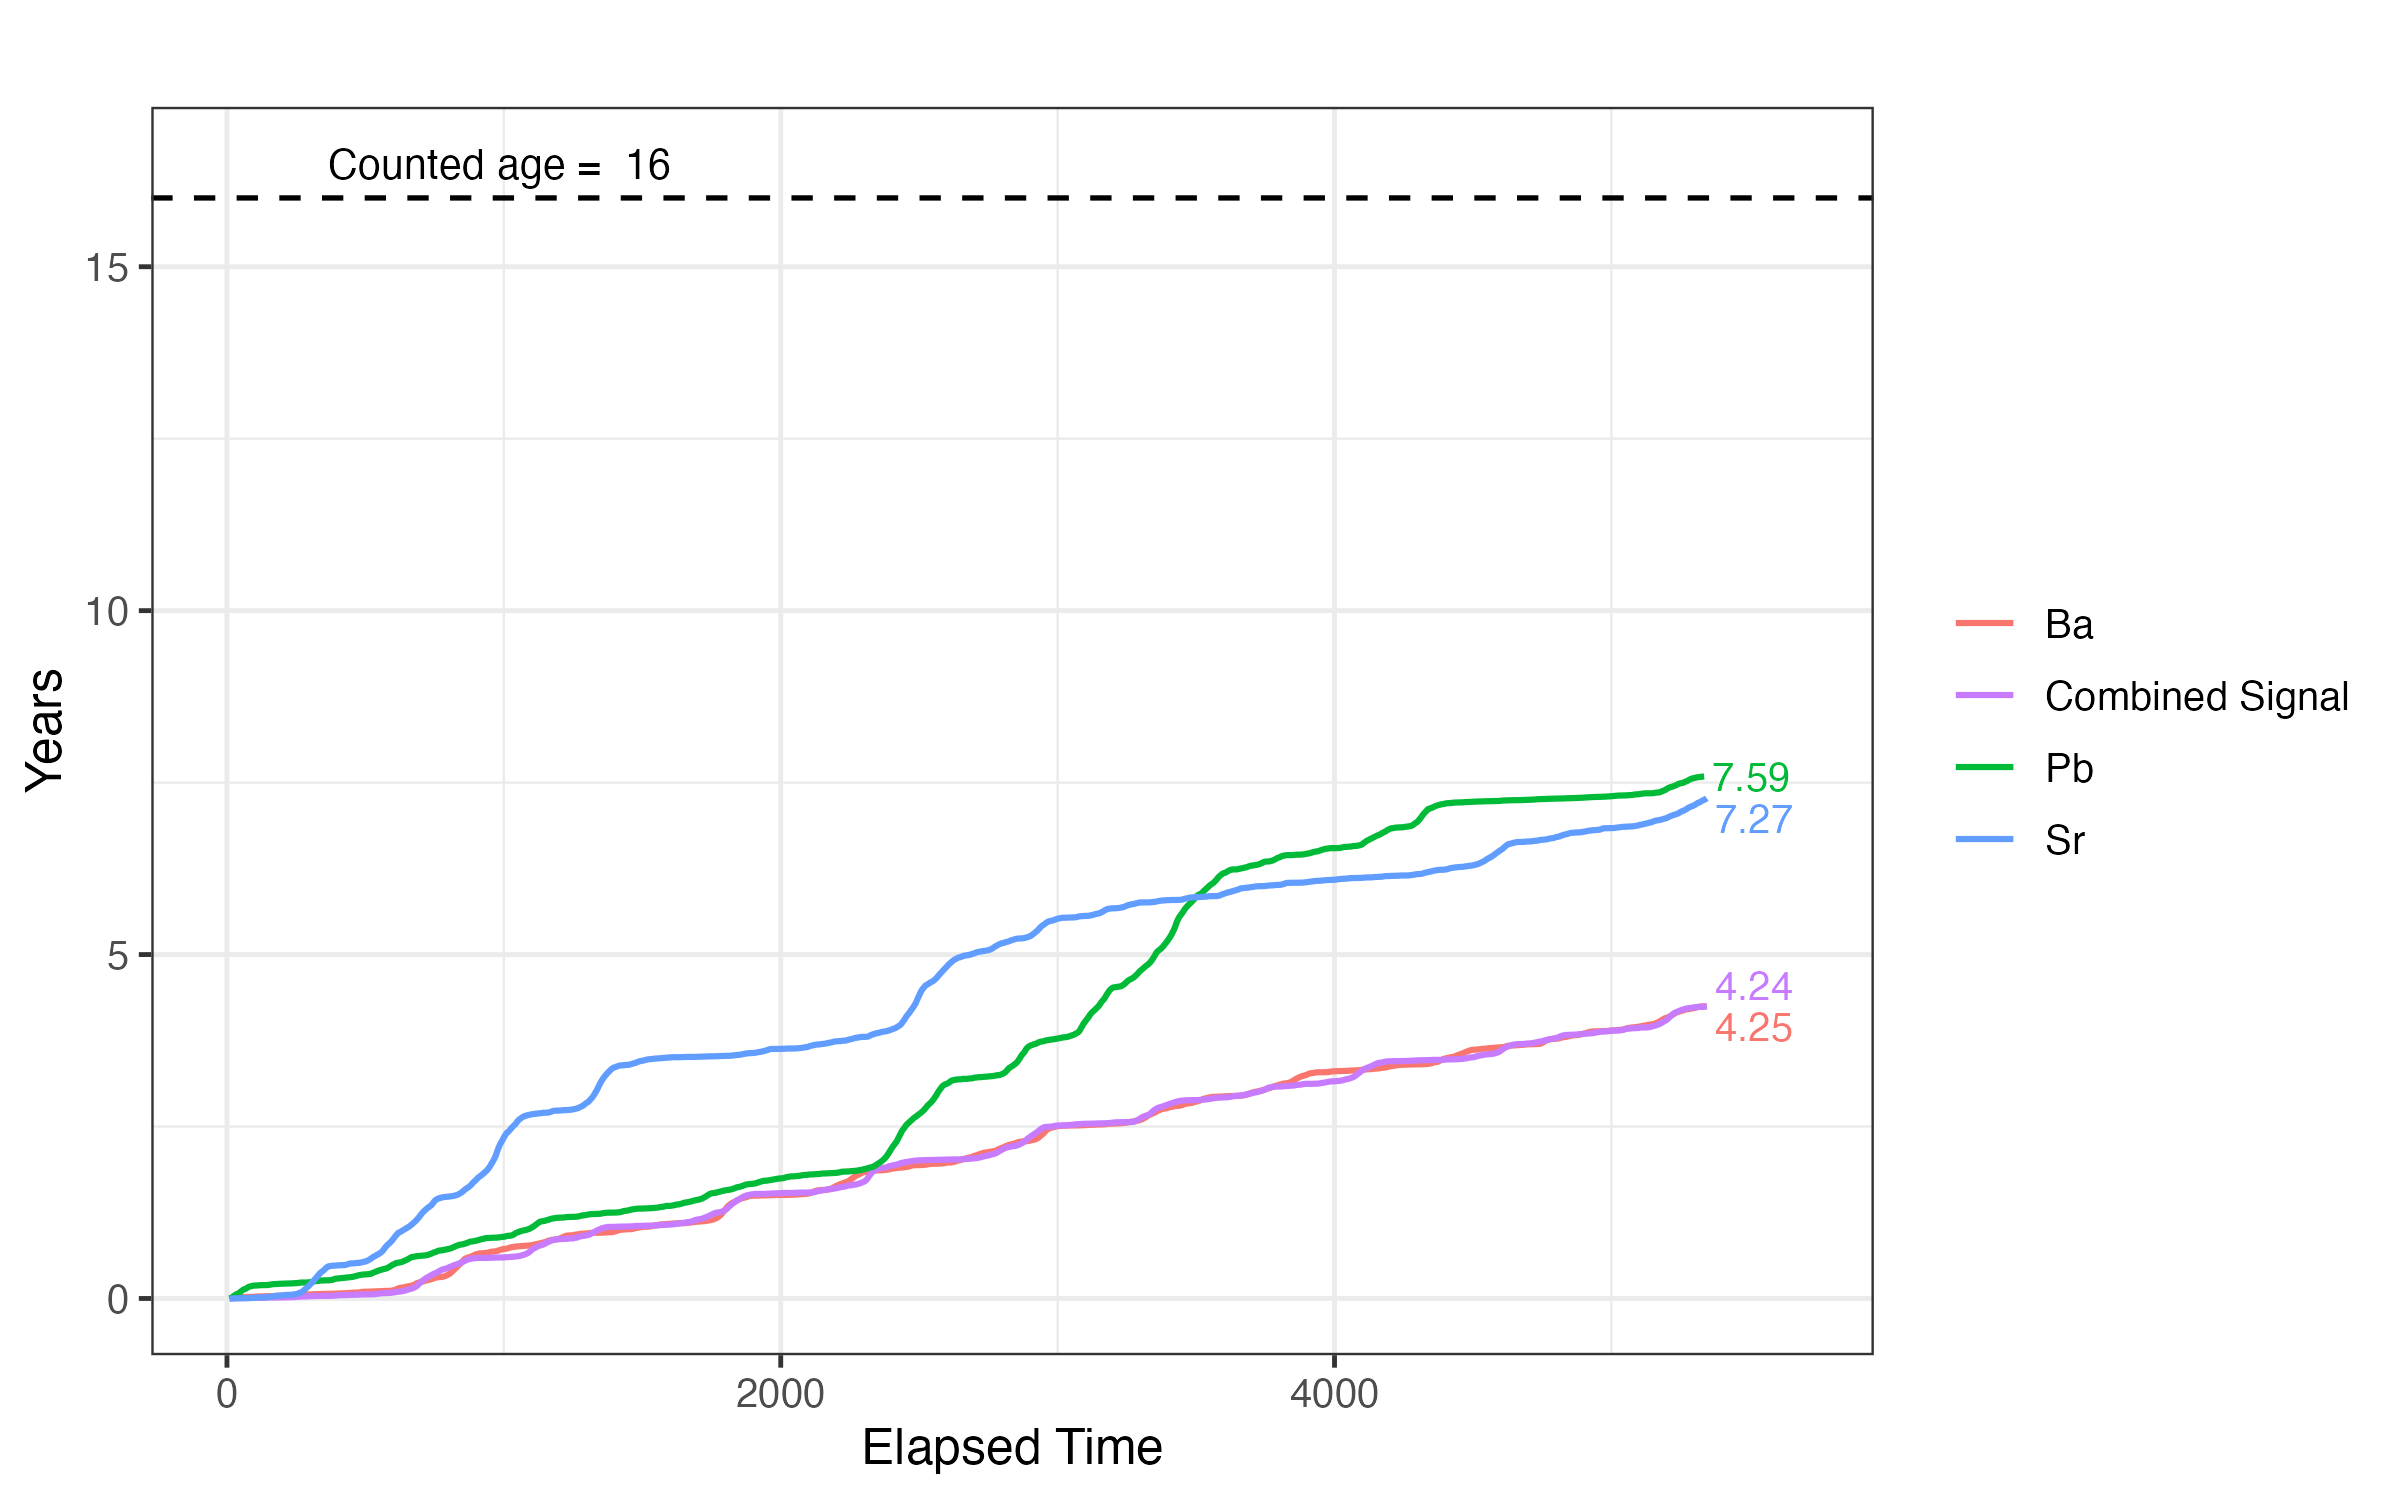 Counted age = 16
15
10
5
0
Years
0 2000 4000
Elapsed Time
7.59
7.27
4.24
4.25
Ba
Combined Signal
Pb
Sr